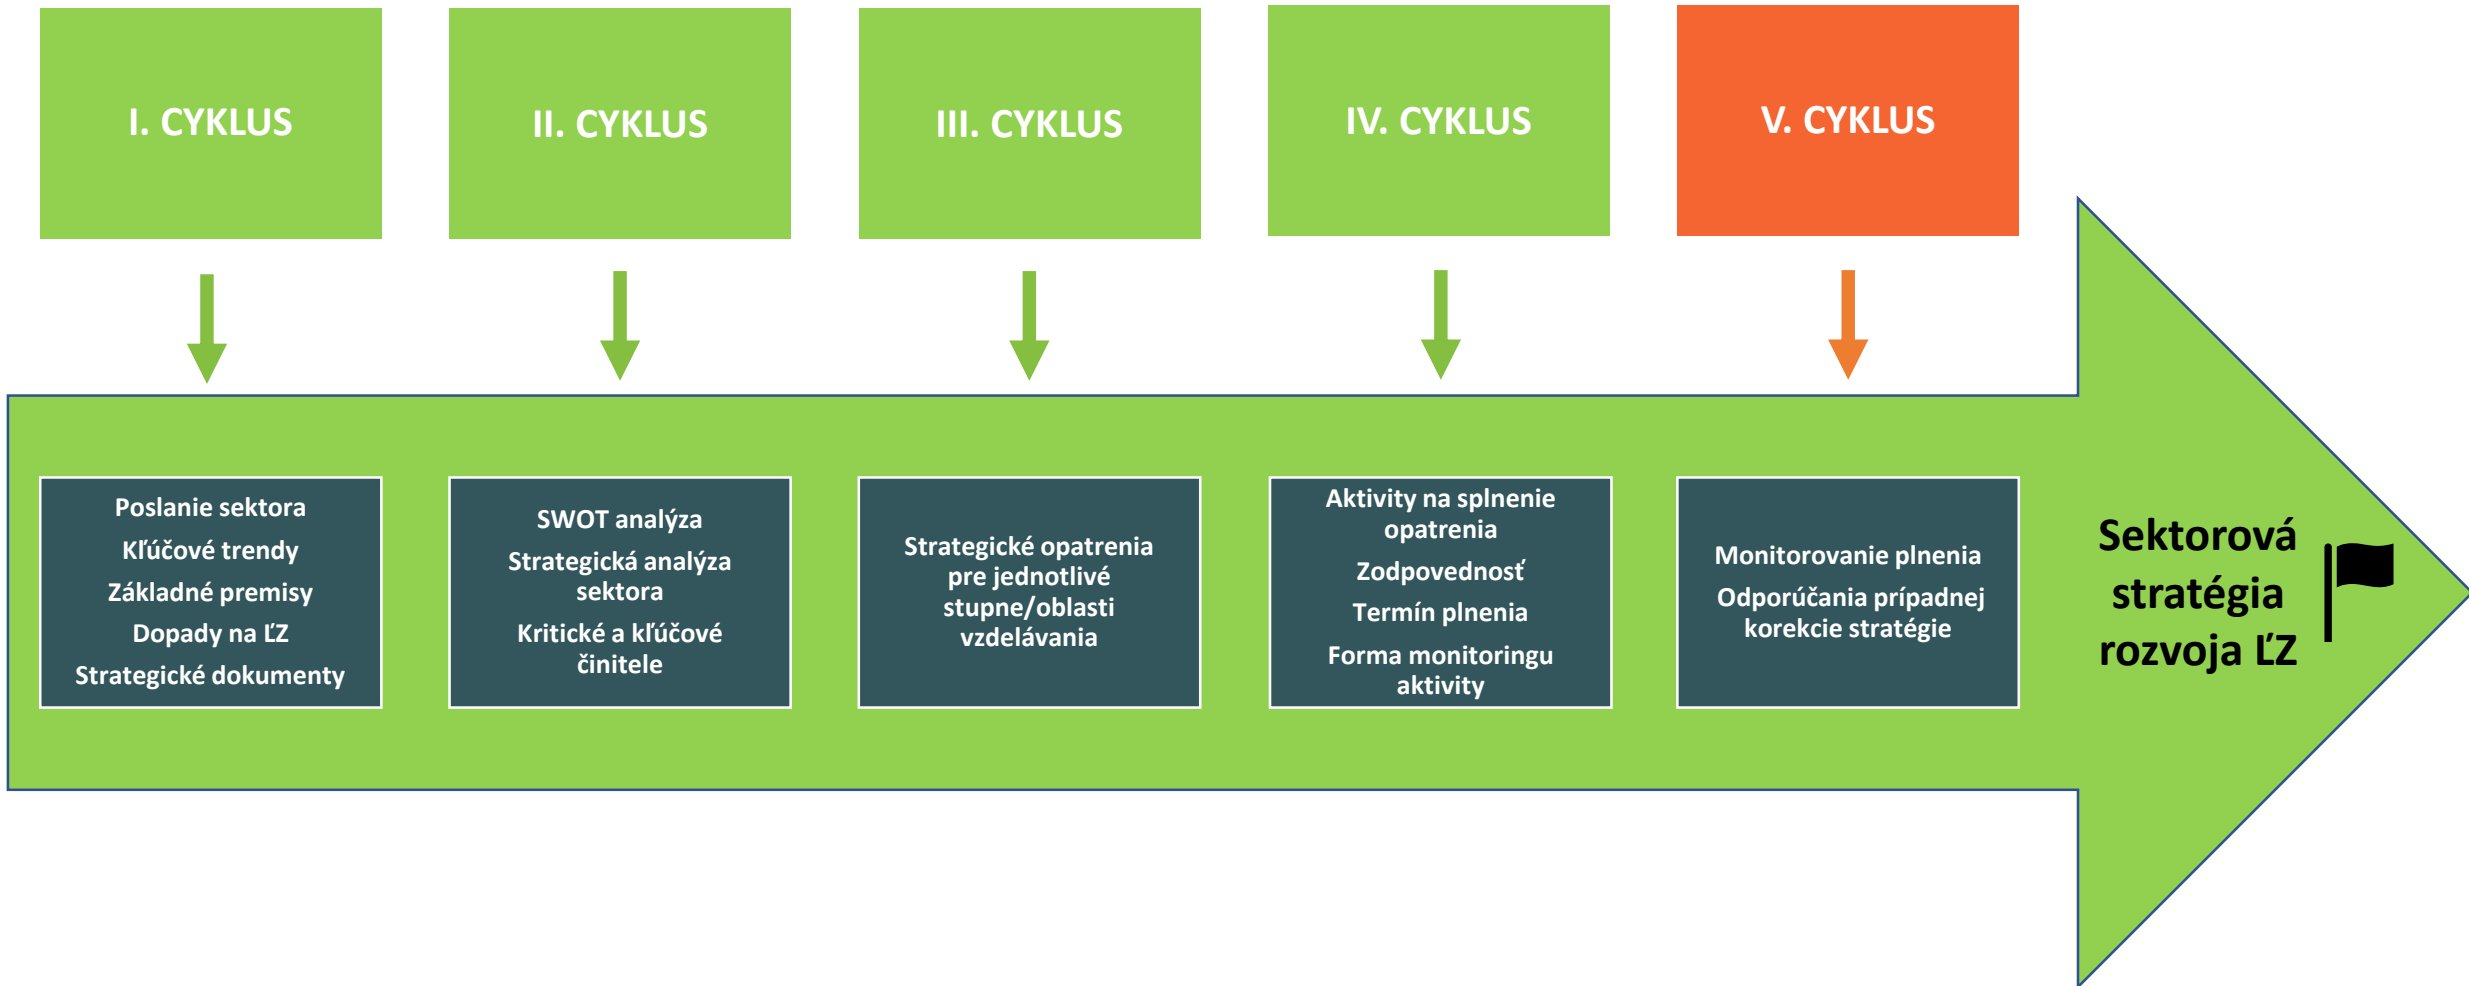 I. CYKLUS
II. CYKLUS
III. CYKLUS
IV. CYKLUS
V. CYKLUS
Poslanie sektora
Kľúčové trendy
Základné premisy
Dopady na ĽZ
Strategické dokumenty
SWOT analýza
Strategická analýza
sektora
Kritické a kľúčové
činitele
Strategické opatrenia
pre jednotlivé
stupne/oblasti
vzdelávania
Aktivity na splnenie
opatrenia
Zodpovednosť
Termín plnenia
Forma monitoringu
aktivity
Monitorovanie plnenia
Odporúčania prípadnej
korekcie stratégie
Sektorová
stratégia
rozvoja ĽZ